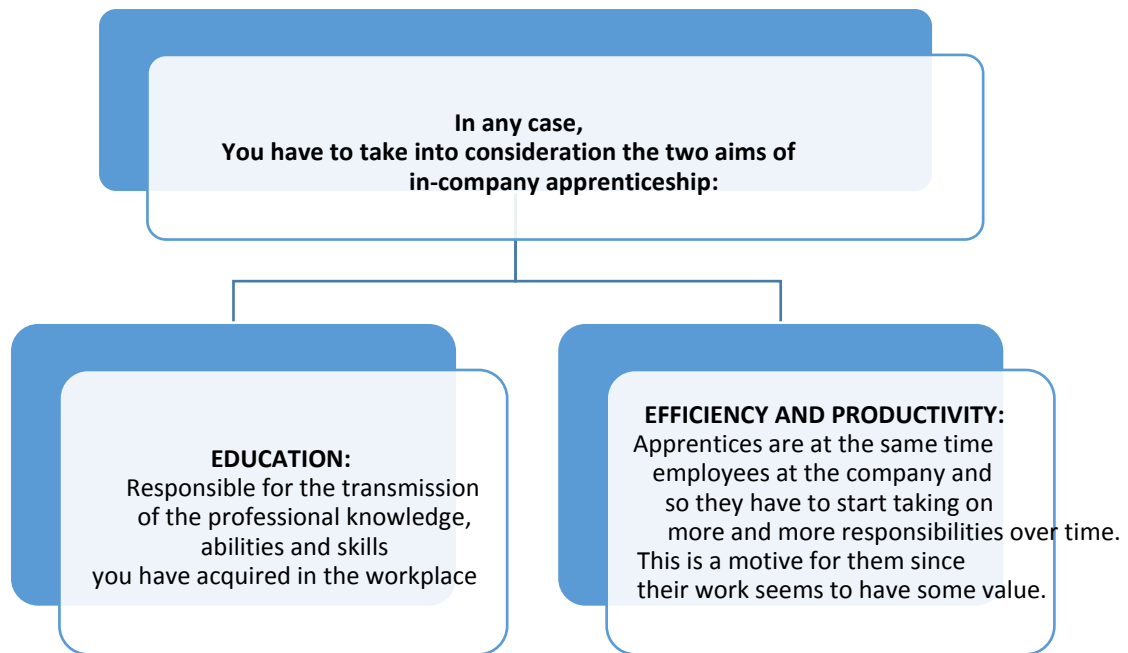 In any case,
You have to take into consideration the two aims of
in-company apprenticeship:
EDUCATION:
Responsible for the transmission
of the professional knowledge,
abilities and skills
you have acquired in the workplace
EFFICIENCY AND PRODUCTIVITY:
Apprentices are at the same time
employees at the company and
so they have to start taking on
more and more responsibilities over time.
This is a motive for them since
their work seems to have some value.